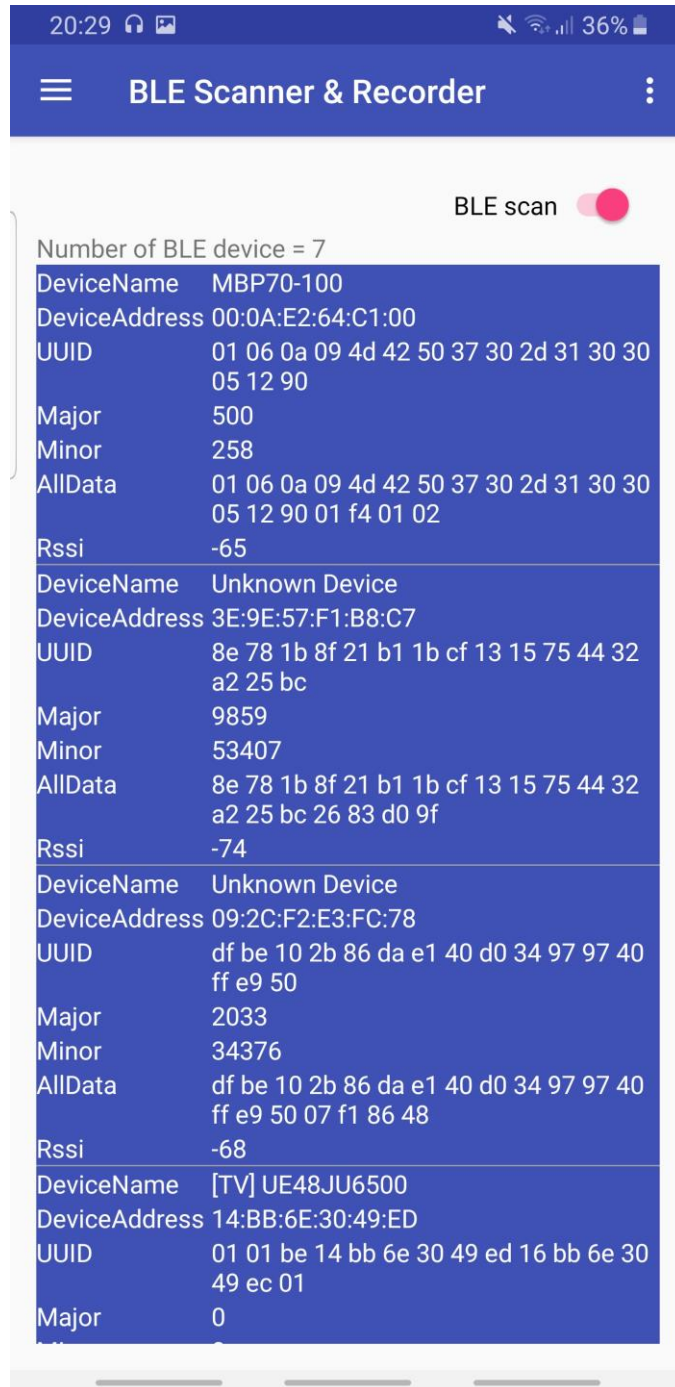 20:29 36%
BLE Scanner & Recorder
BLE scan
Number of BLE device = 7
DeviceName MBP70-100
DeviceAddress 00:0A:E2:64:C1:00
UUID 01 06 0a 09 4d 42 50 37 30 2d 31 30 30
05 12 90
Major 500
Minor 258
AllData 01 06 0a 09 4d 42 50 37 30 2d 31 30 30
05 12 90 01 f4 01 02
Rssi -65
DeviceName Unknown Device
DeviceAddress 3E:9E:57:F1:B8:C7
UUID 8e 78 1b 8f 21 b1 1b cf 13 15 75 44 32
a2 25 bc
Major 9859
Minor 53407
AllData 8e 78 1b 8f 21 b1 1b cf 13 15 75 44 32
a2 25 bc 26 83 d0 9f
Rssi -74
DeviceName Unknown Device
DeviceAddress 09:2C:F2:E3:FC:78
UUID df be 10 2b 86 da e1 40 d0 34 97 97 40
ff e9 50
Major 2033
Minor 34376
AllData df be 10 2b 86 da e1 40 d0 34 97 97 40
ff e9 50 07 f1 86 48
Rssi -68
DeviceName [TV] UE48JU6500
DeviceAddress 14:BB:6E:30:49:ED
UUID 01 01 be 14 bb 6e 30 49 ed 16 bb 6e 30
49 ec 01
Major 0